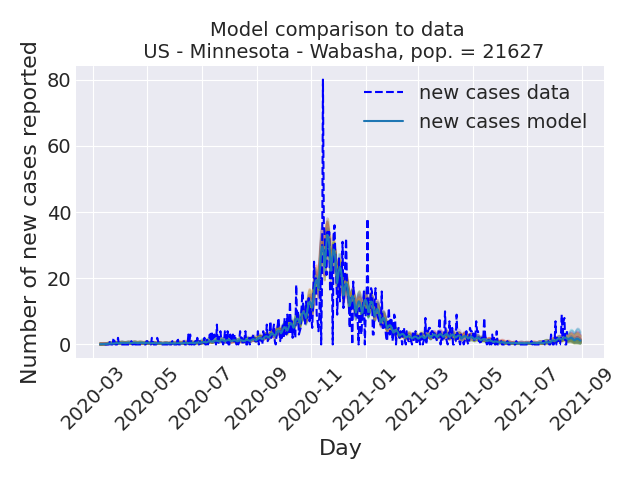 Model comparison to data
US - Minnesota - Wabasha, pop. = 21627
Number of new cases reported
80
60
40
20
0
new cases data
new cases model
2020-03
2020-05
2020-07
2020-09
2020-11
2021-01
2021-03
2021-05
2021-07
2021-09
Day